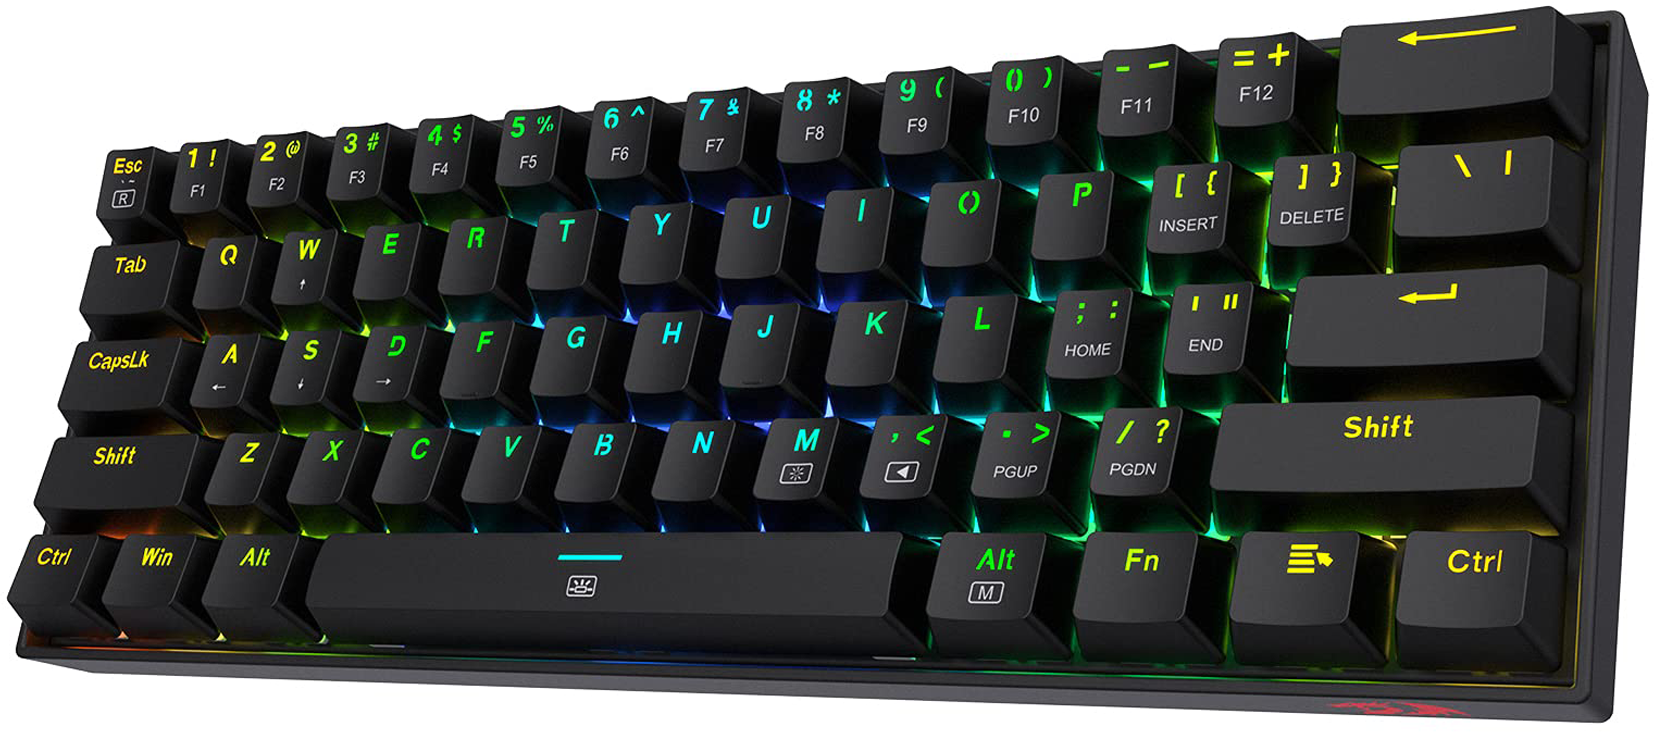 Esc 1 ! 2 @ 3 # 4 $ 5 % 6 ^ 7 & 8 * 9 ( 0 ) - — = + ←
R F1 F2 F3 F4 F5 F6 F7 F8 F9 F10 F11 F12
Tab Q W E R T Y U I O P [ { ] } \ |
↑ INSERT DELETE
CapsLk A S D F G H J K L ; : ' " ↵
← ↓ → HOME END
Shift Z X C V B N M , < . > / ? Shift
◀ PGUP PGDN
Ctrl Win Alt Alt Fn Ctrl
M